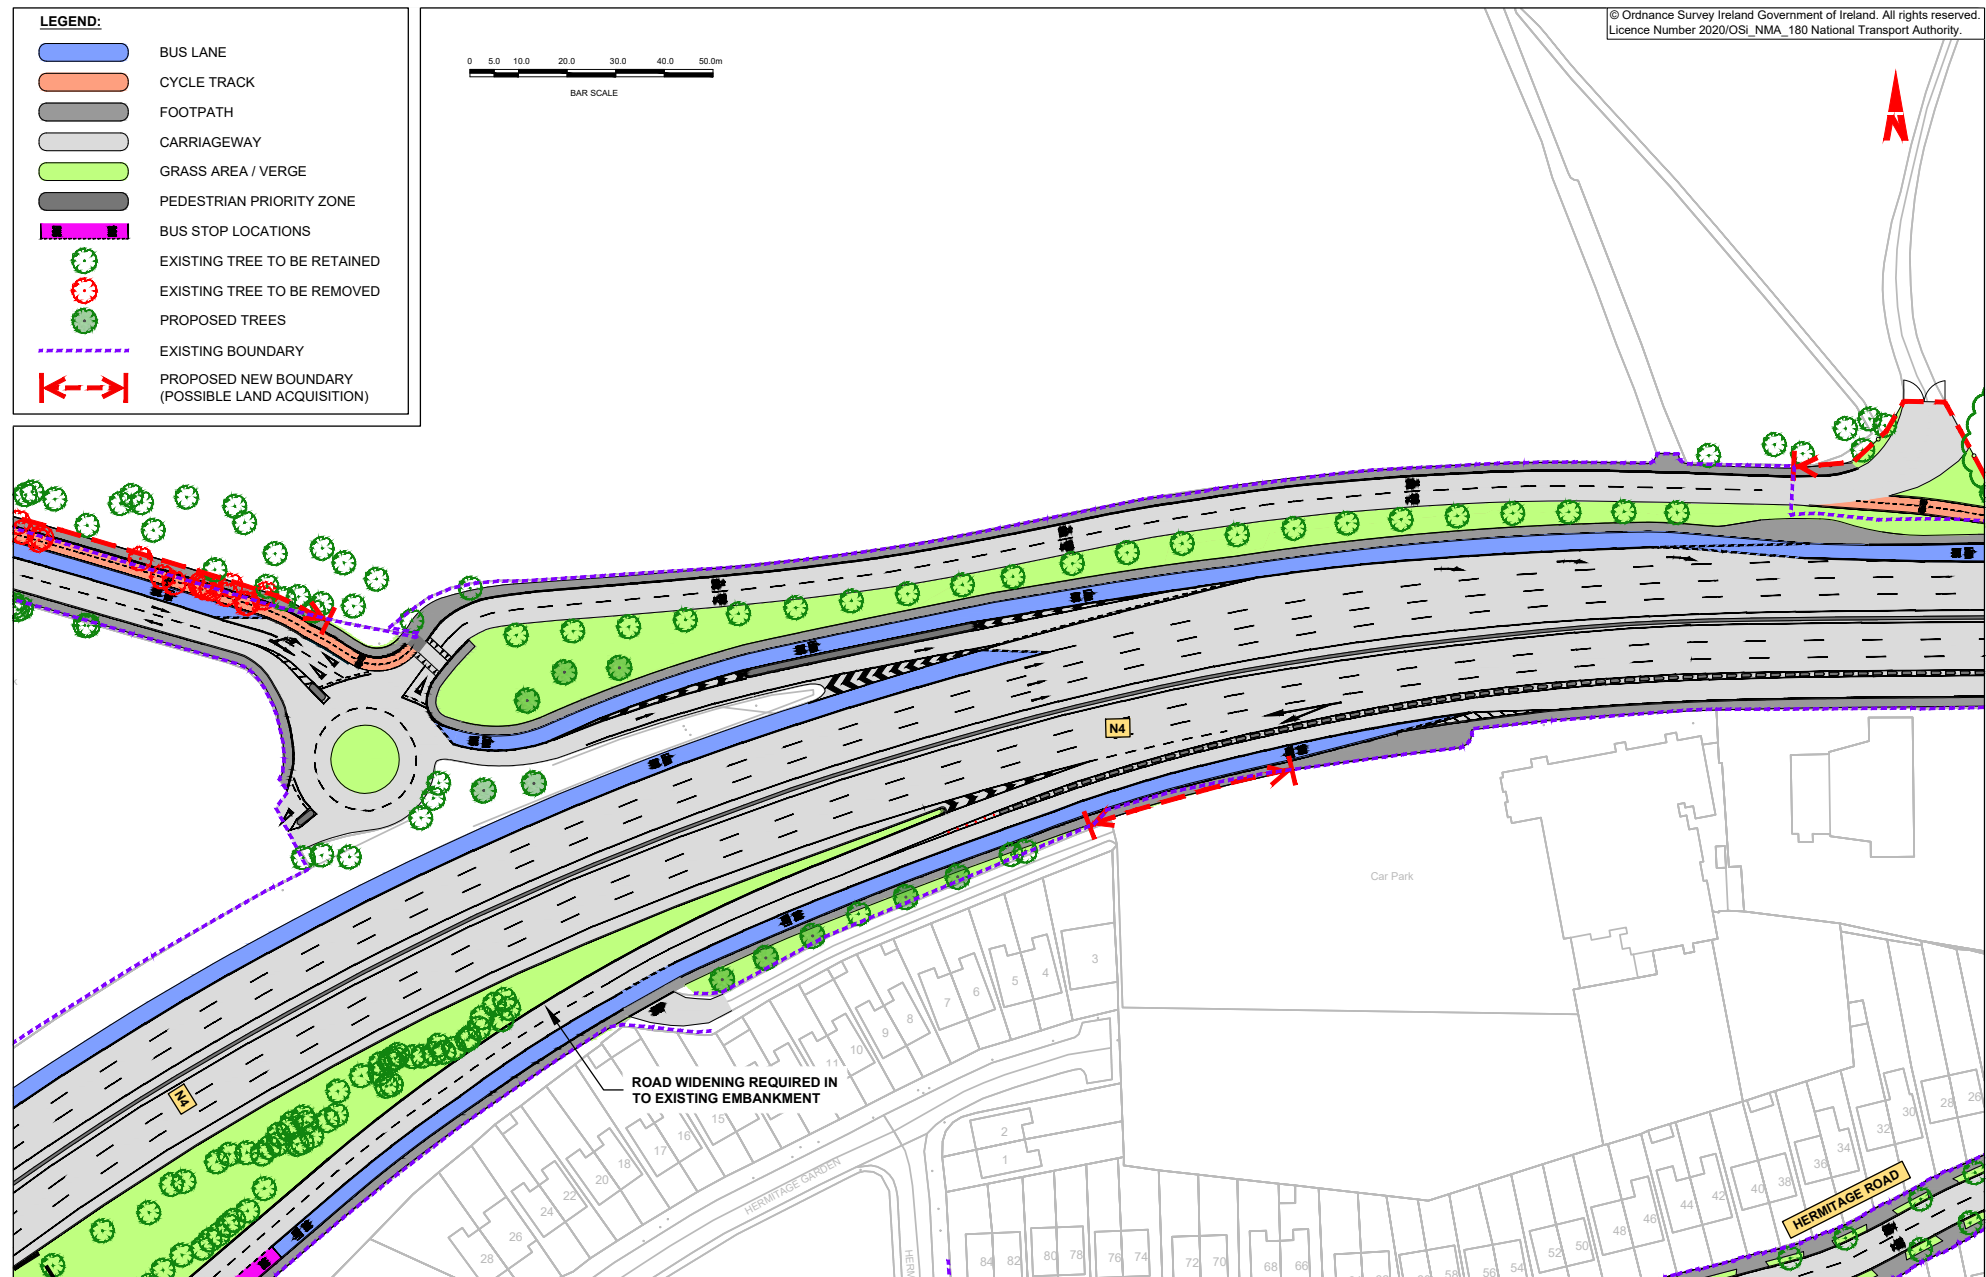 LEGEND:
BUS LANE
CYCLE TRACK
FOOTPATH
CARRIAGEWAY
GRASS AREA / VERGE
PEDESTRIAN PRIORITY ZONE
BUS STOP LOCATIONS
EXISTING TREE TO BE RETAINED
EXISTING TREE TO BE REMOVED
PROPOSED TREES
EXISTING BOUNDARY
PROPOSED NEW BOUNDARY
(POSSIBLE LAND ACQUISITION)
0 5.0 10.0 20.0 30.0 40.0 50.0m
BAR SCALE
© Ordnance Survey Ireland Government of Ireland. All rights reserved.
Licence Number 2020/OSi_NMA_180 National Transport Authority.
N
N4
Car Park
3
4
5
6
7
8
9
10
11
15
16
17
18
20
22
24
26
28
N4
ROAD WIDENING REQUIRED IN
TO EXISTING EMBANKMENT
HERMITAGE GARDEN
2
1
84 82 80 78 76 74 72 70 68 66
58 56 54 52 50 48 46 44 42 40 38 36 34 32 30 28 26
HERMITAGE ROAD